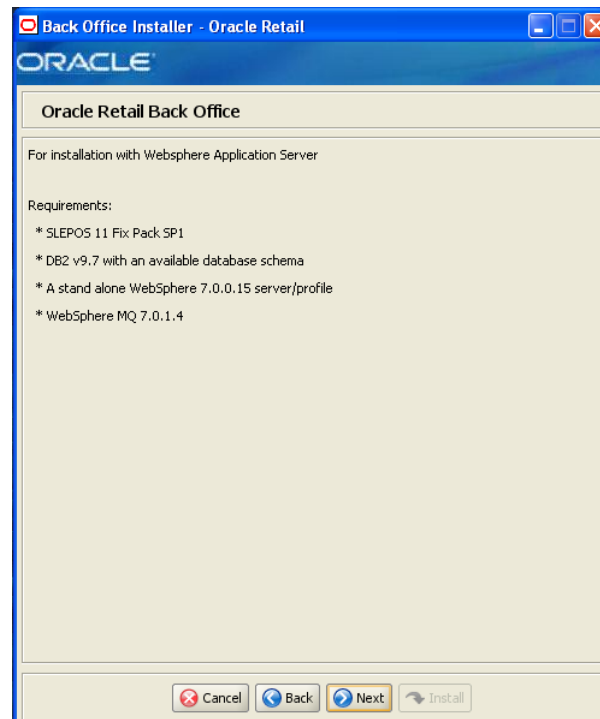 Back Office Installer - Oracle Retail
ORACLE
Oracle Retail Back Office
For installation with Websphere Application Server
Requirements:
* SLEPOS 11 Fix Pack SP1
* DB2 v9.7 with an available database schema
* A stand alone WebSphere 7.0.0.15 server/profile
* WebSphere MQ 7.0.1.4
Cancel Back Next Install